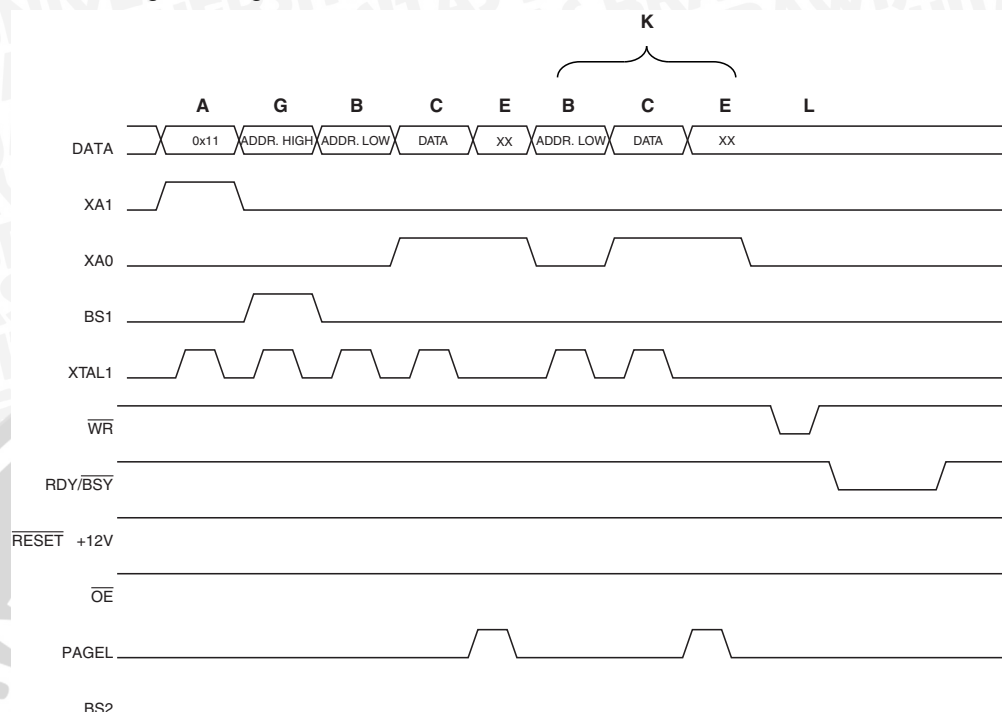 K
A G B C E B C E L
DATA 0x11 ADDR. HIGH ADDR. LOW DATA XX ADDR. LOW DATA XX
XA1
XA0
BS1
XTAL1
WR
RDY/BSY
RESET +12V
OE
PAGEL
BS2